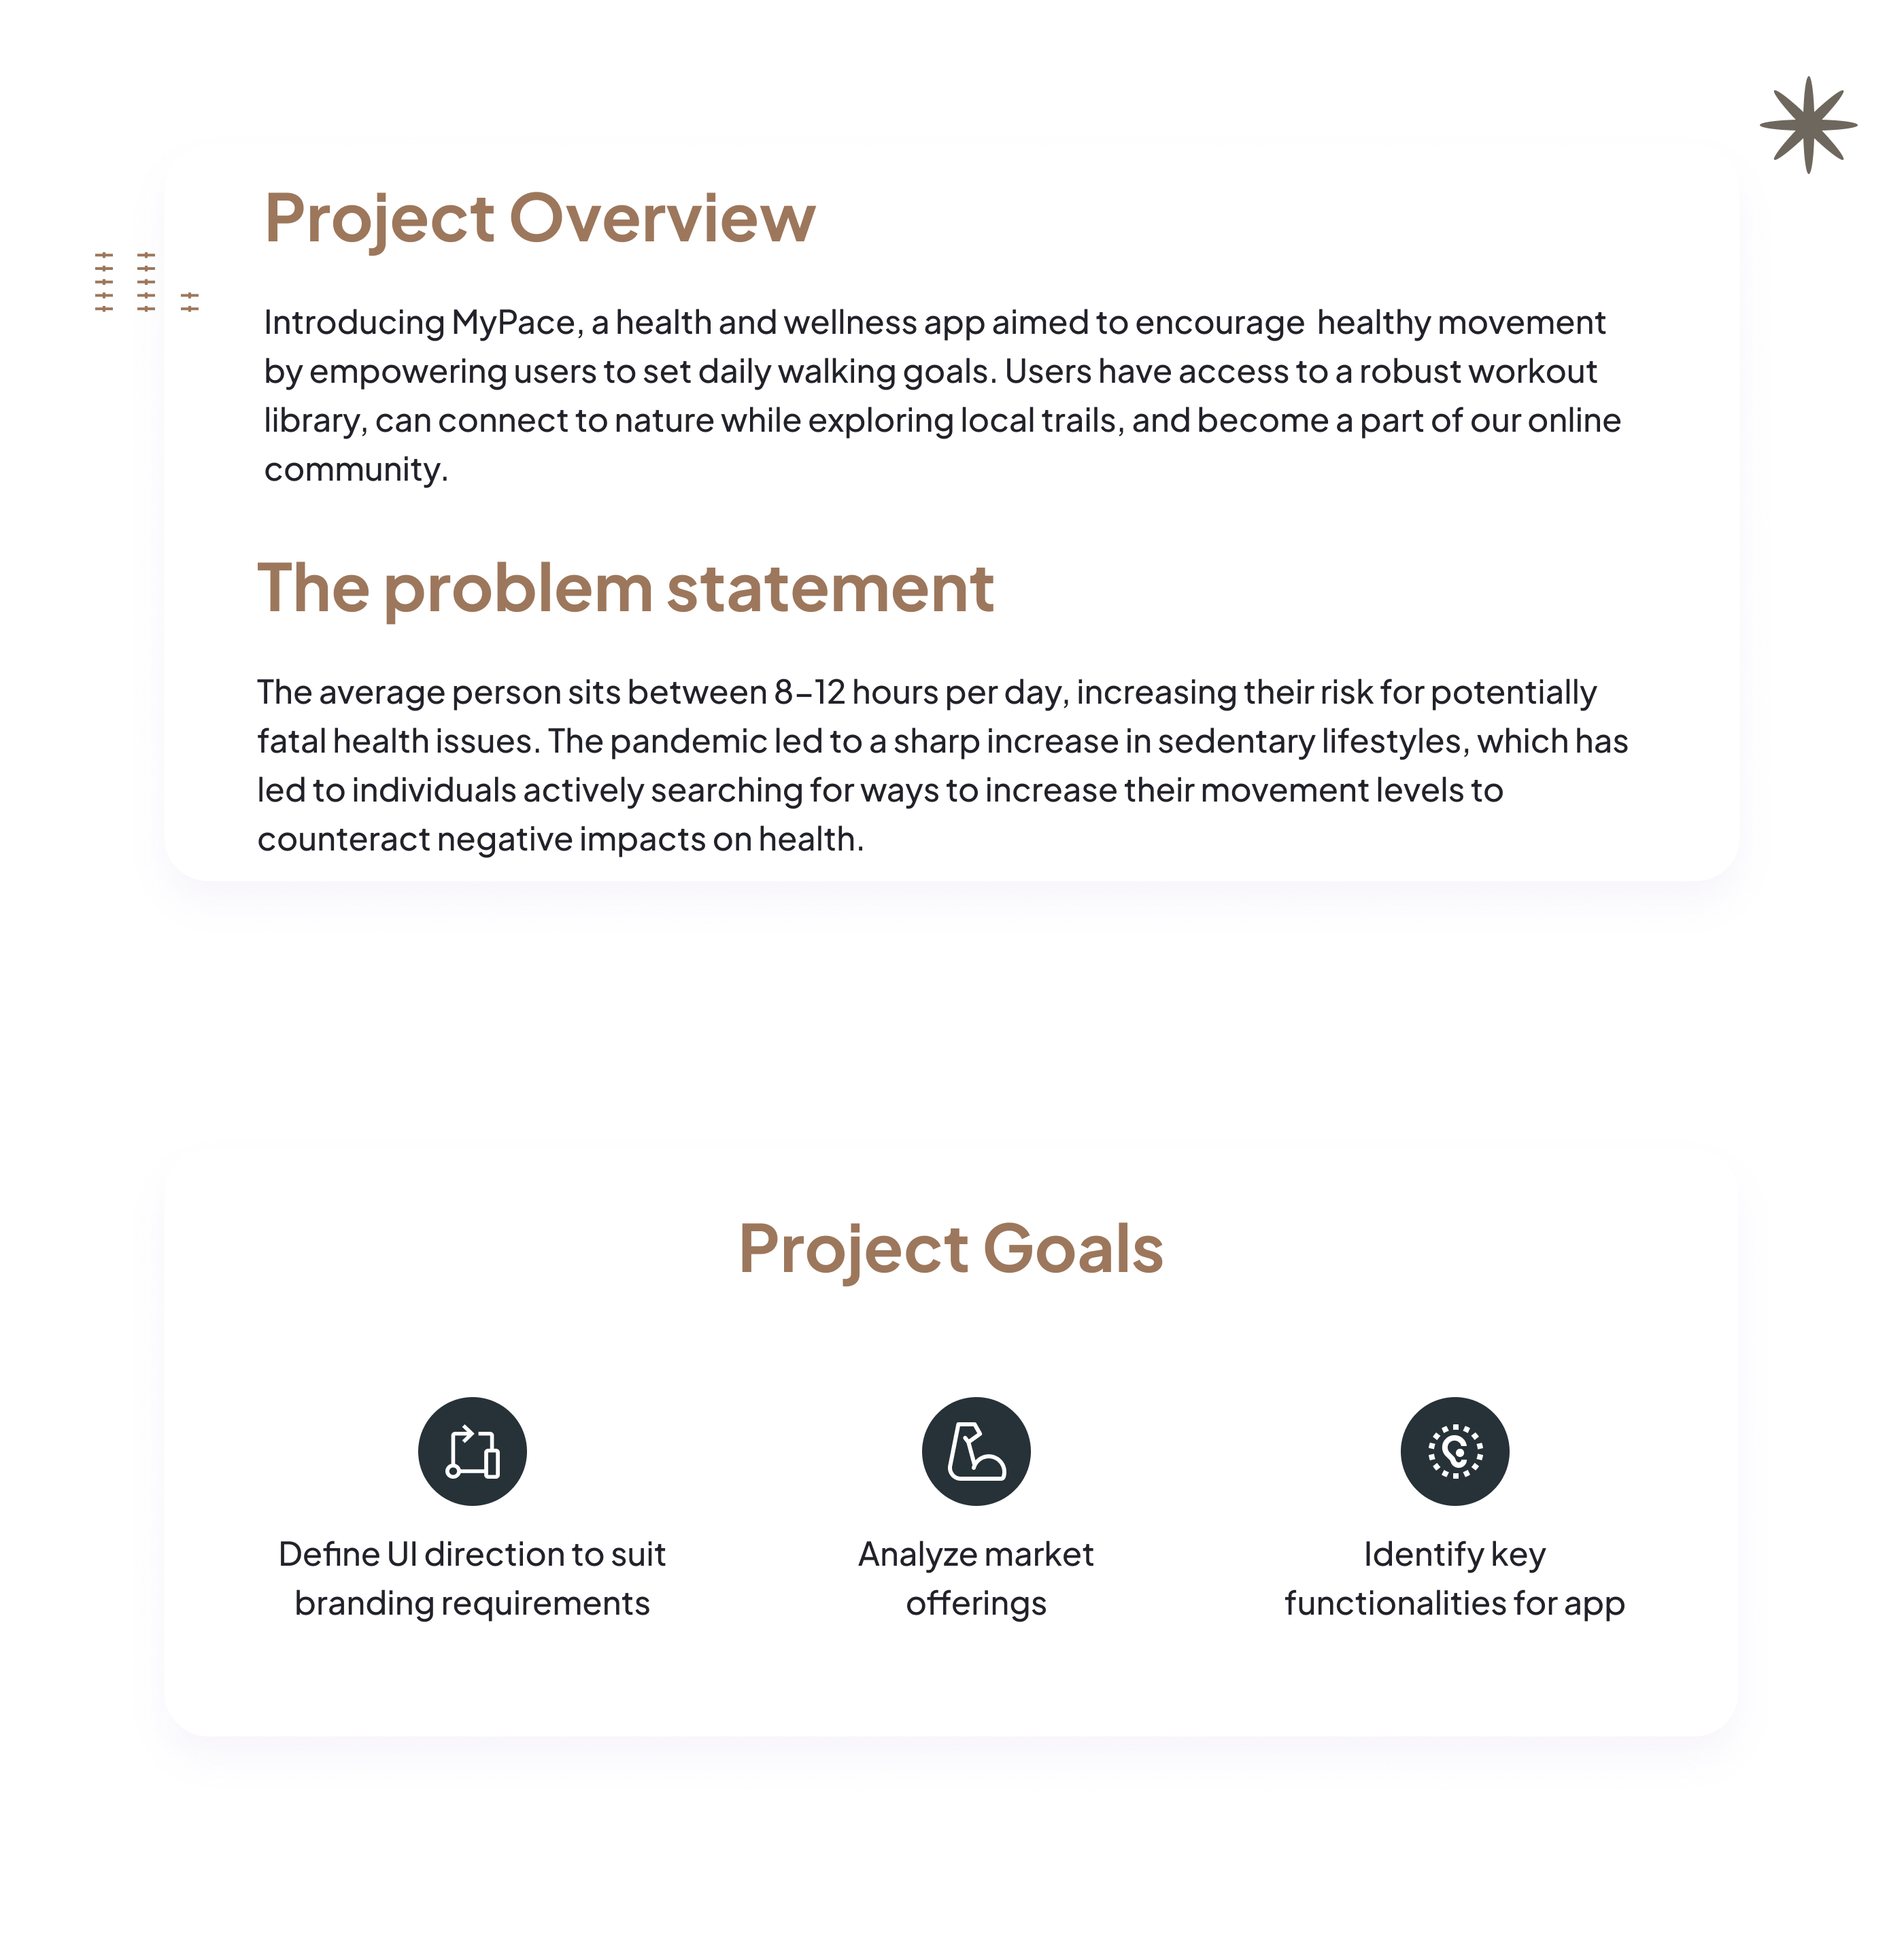 Project Overview
Introducing MyPace, a health and wellness app aimed to encourage  healthy movement
by empowering users to set daily walking goals. Users have access to a robust workout
library, can connect to nature while exploring local trails, and become a part of our online
community.
The problem statement
The average person sits between 8–12 hours per day, increasing their risk for potentially
fatal health issues. The pandemic led to a sharp increase in sedentary lifestyles, which has
led to individuals actively searching for ways to increase their movement levels to
counteract negative impacts on health.
Project Goals
Define UI direction to suit
branding requirements
Analyze market
offerings
Identify key
functionalities for app